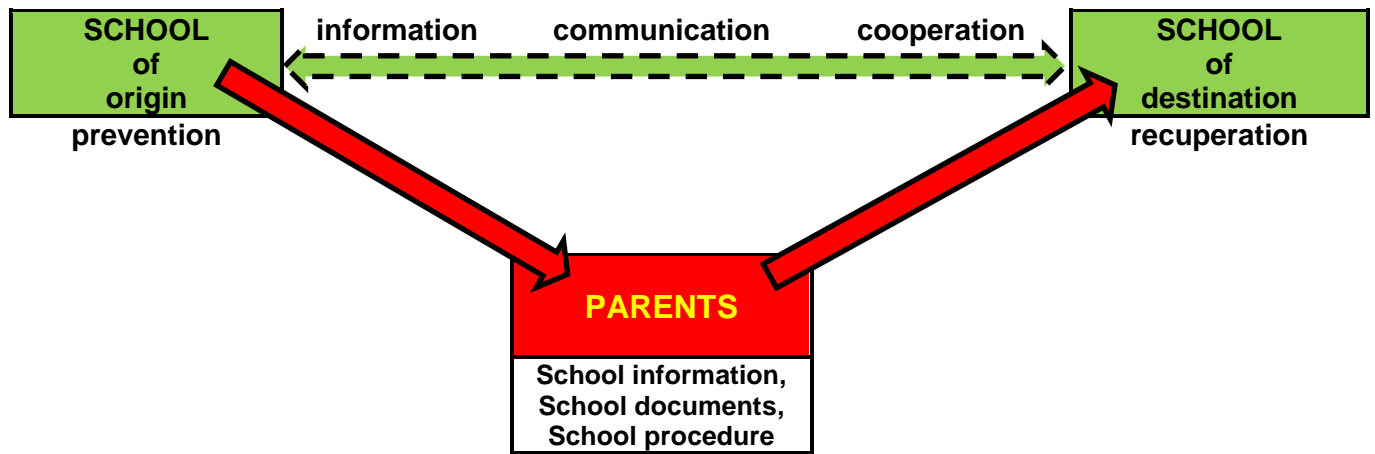 SCHOOL
of
origin
prevention
information communication cooperation
SCHOOL
of
destination
recuperation
PARENTS
School information,
School documents,
School procedure